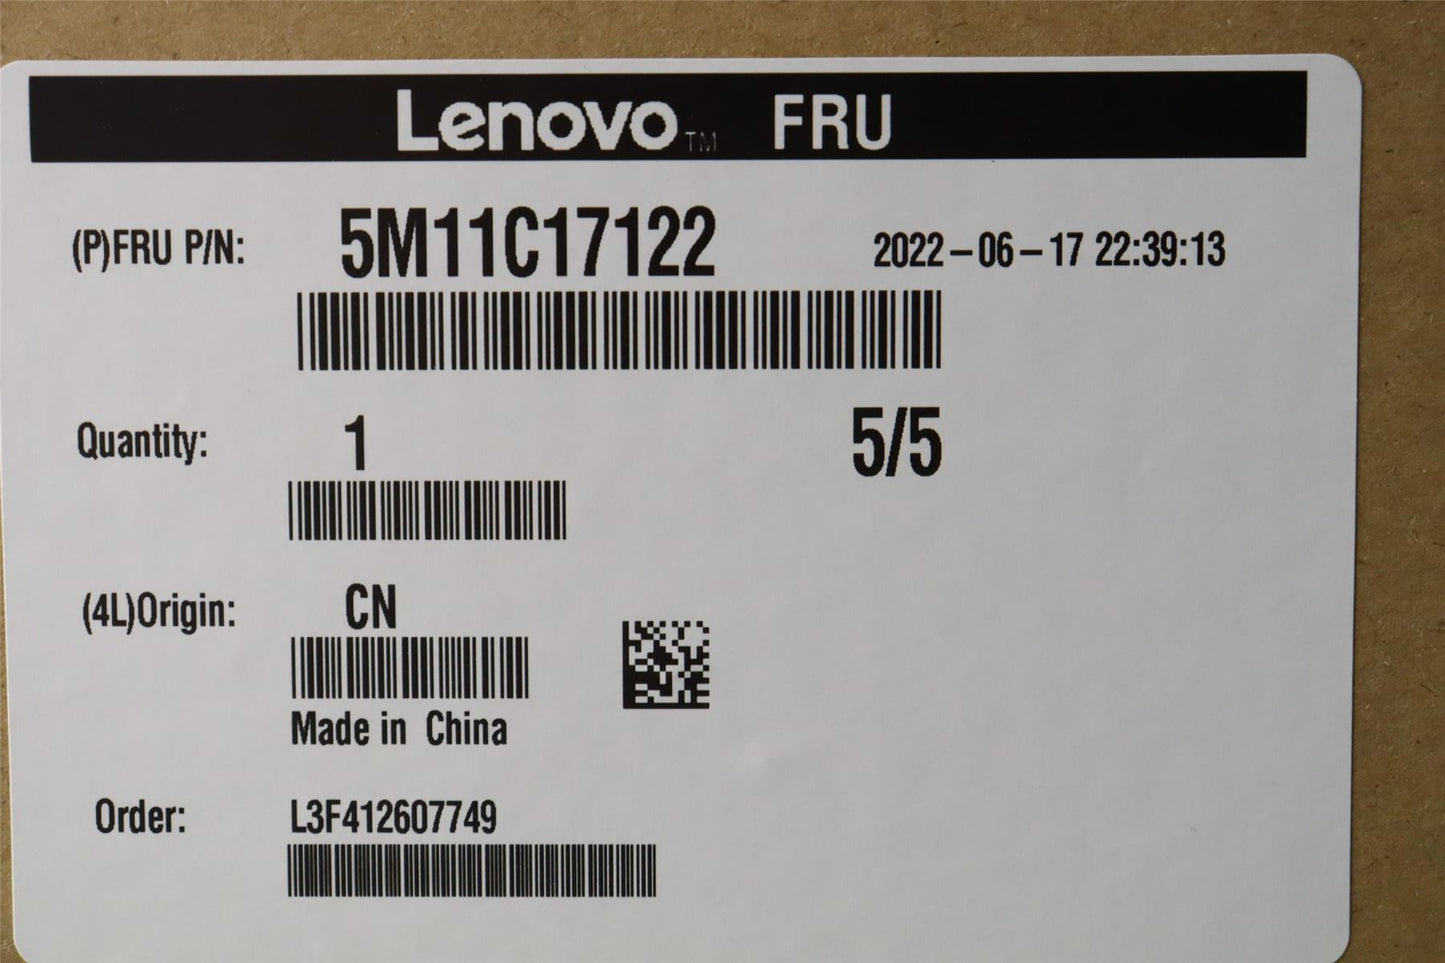 Lenovo™ FRU
(P)FRU P/N: 5M11C17122 2022-06-17 22:39:13
Quantity: 1 5/5
(4L)Origin: CN
Made in China
Order: L3F412607749